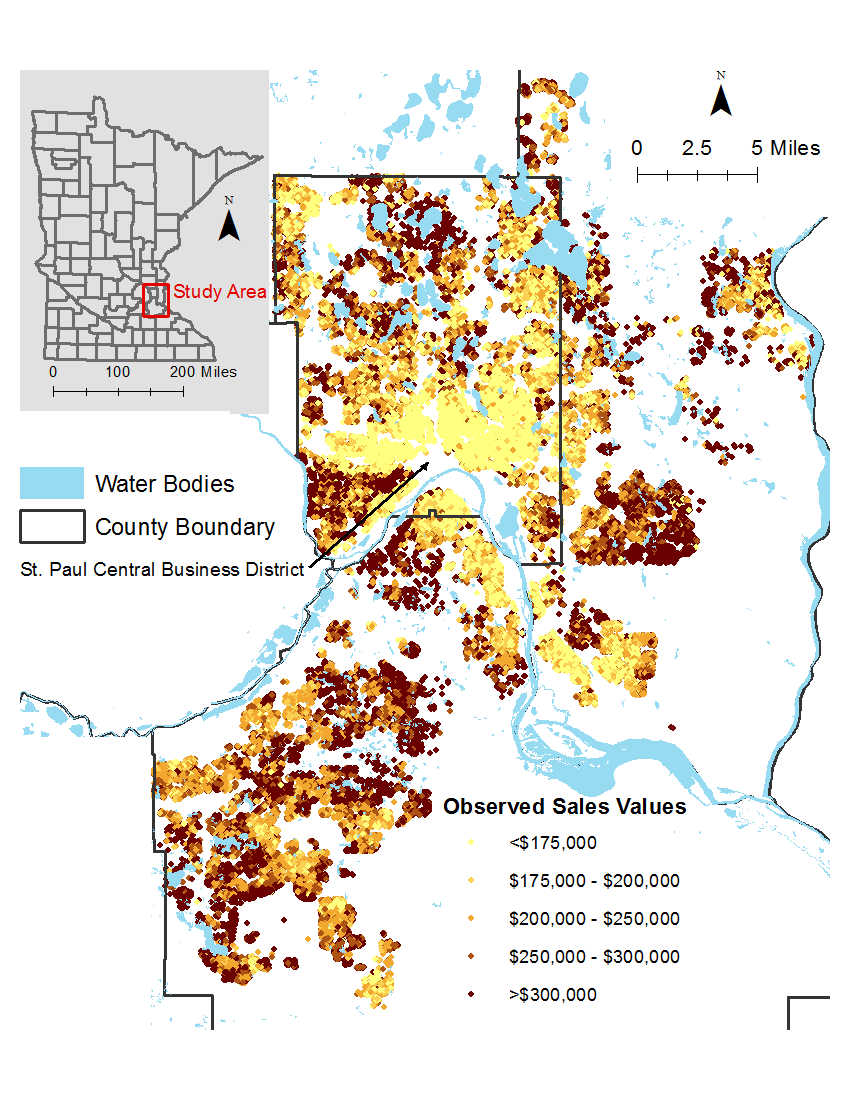 N
0 2.5 5 Miles
N
Study Area
0 100 200 Miles
Water Bodies
County Boundary
St. Paul Central Business District
Observed Sales Values
<$175,000
$175,000 - $200,000
$200,000 - $250,000
$250,000 - $300,000
>$300,000